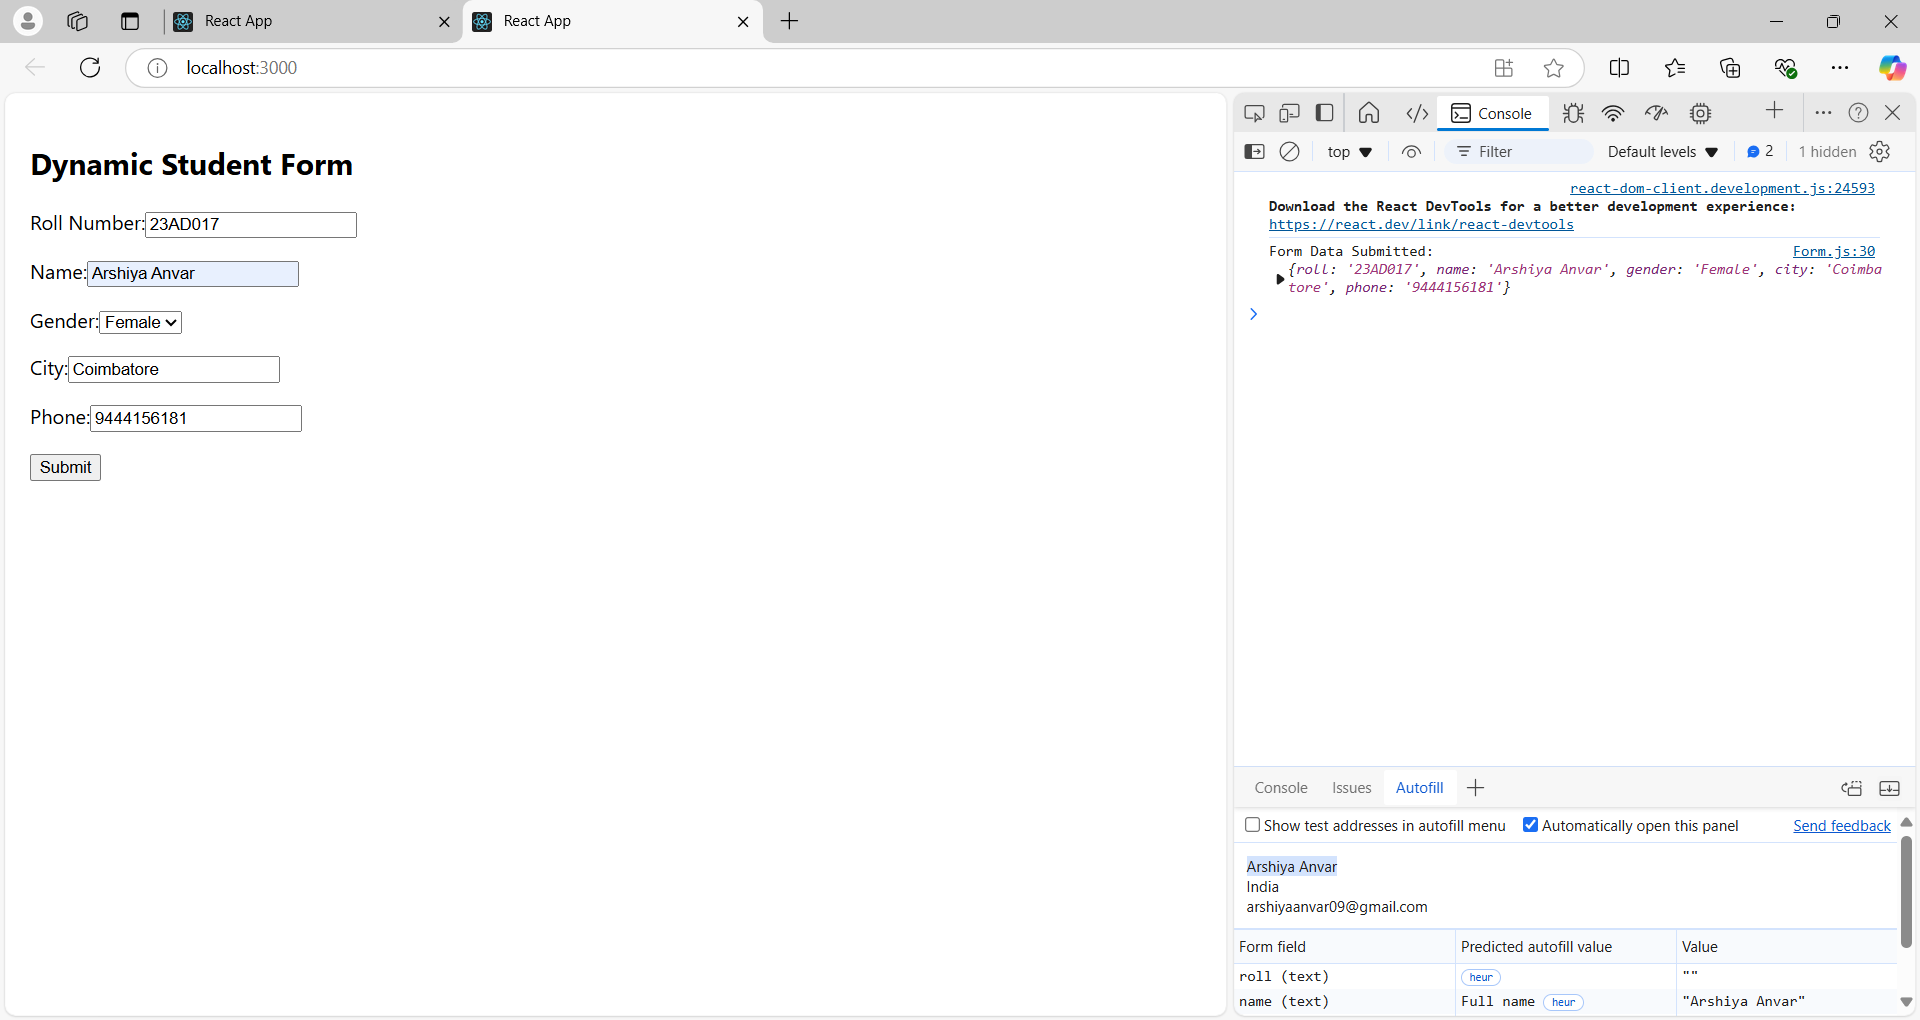 React App
React App
localhost:3000
Dynamic Student Form
Roll Number:23AD017
Name:Arshiya Anvar
Gender:Female
City:Coimbatore
Phone:9444156181
Submit
Console
top
Filter
Default levels
2
1 hidden
react-dom-client.development.js:24593
Download the React DevTools for a better development experience:
https://react.dev/link/react-devtools
Form Data Submitted:
Form.js:30
{roll: '23AD017', name: 'Arshiya Anvar', gender: 'Female', city: 'Coimba
tore', phone: '9444156181'}
Console
Issues
Autofill
Show test addresses in autofill menu
Automatically open this panel
Send feedback
Arshiya Anvar
India
arshiyaanvar09@gmail.com
Form field Predicted autofill value Value
roll (text) heur ""
name (text) Full name heur "Arshiya Anvar"